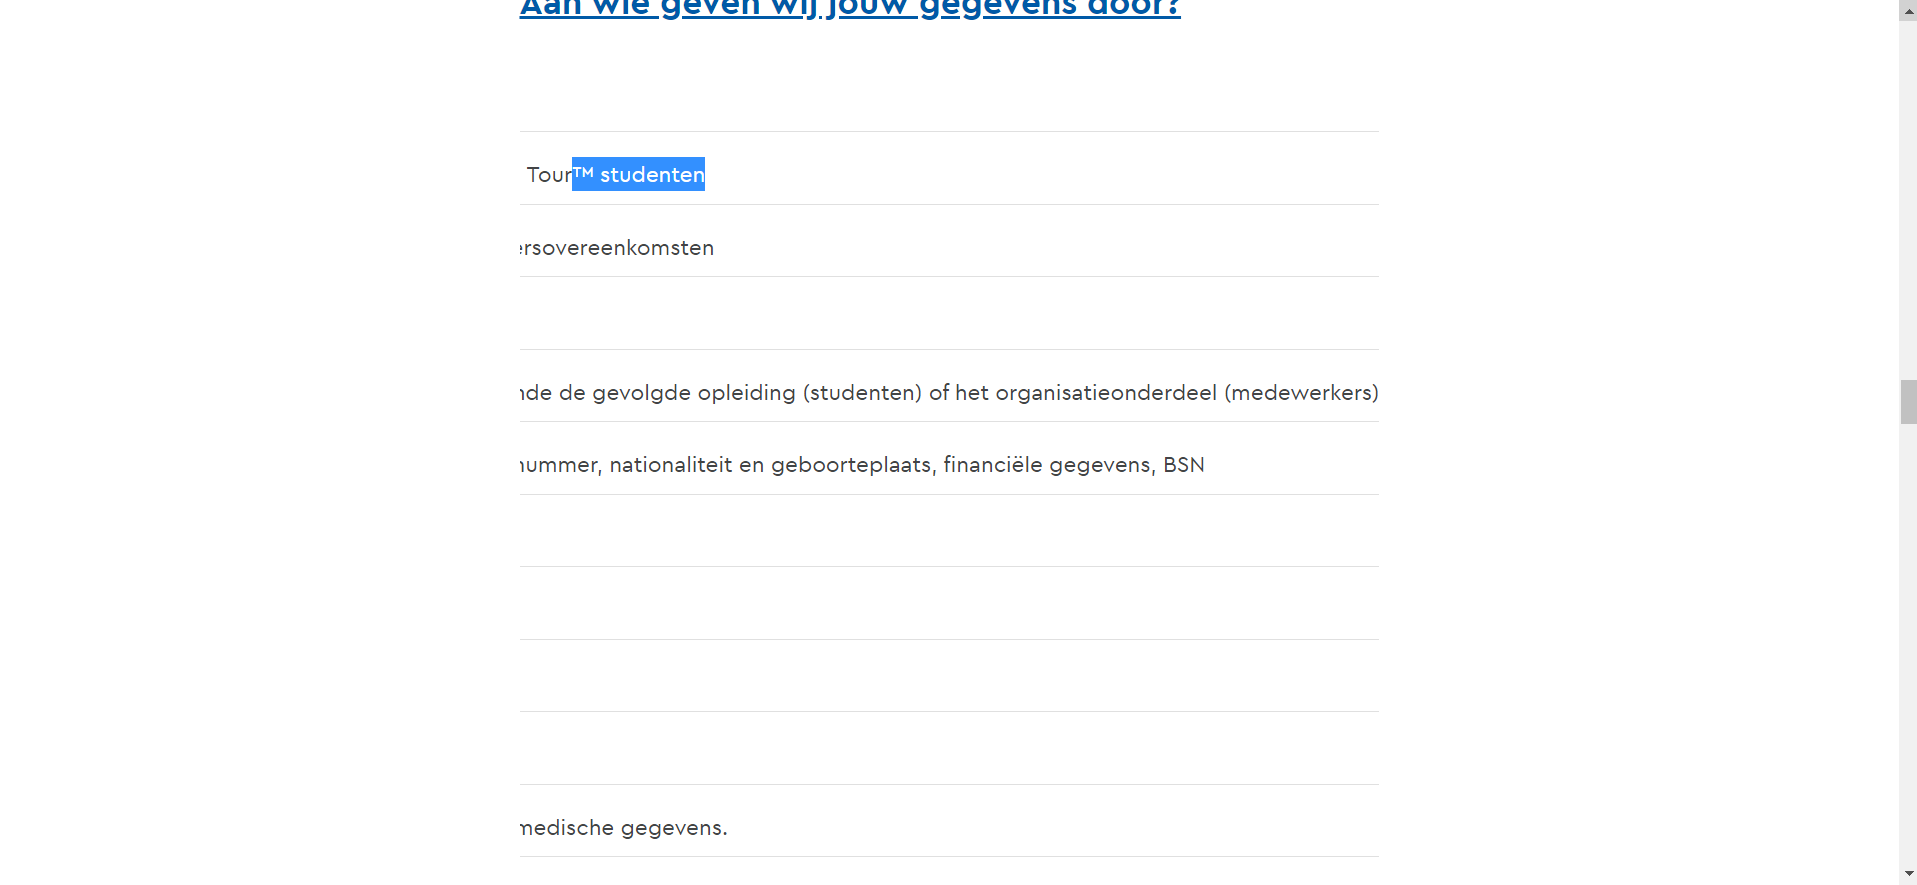 Aan wie geven wij jouw gegevens door?
Tour™ studenten
ersovereenkomsten
nde de gevolgde opleiding (studenten) of het organisatieonderdeel (medewerkers)
nummer, nationaliteit en geboorteplaats, financiële gegevens, BSN
medische gegevens.